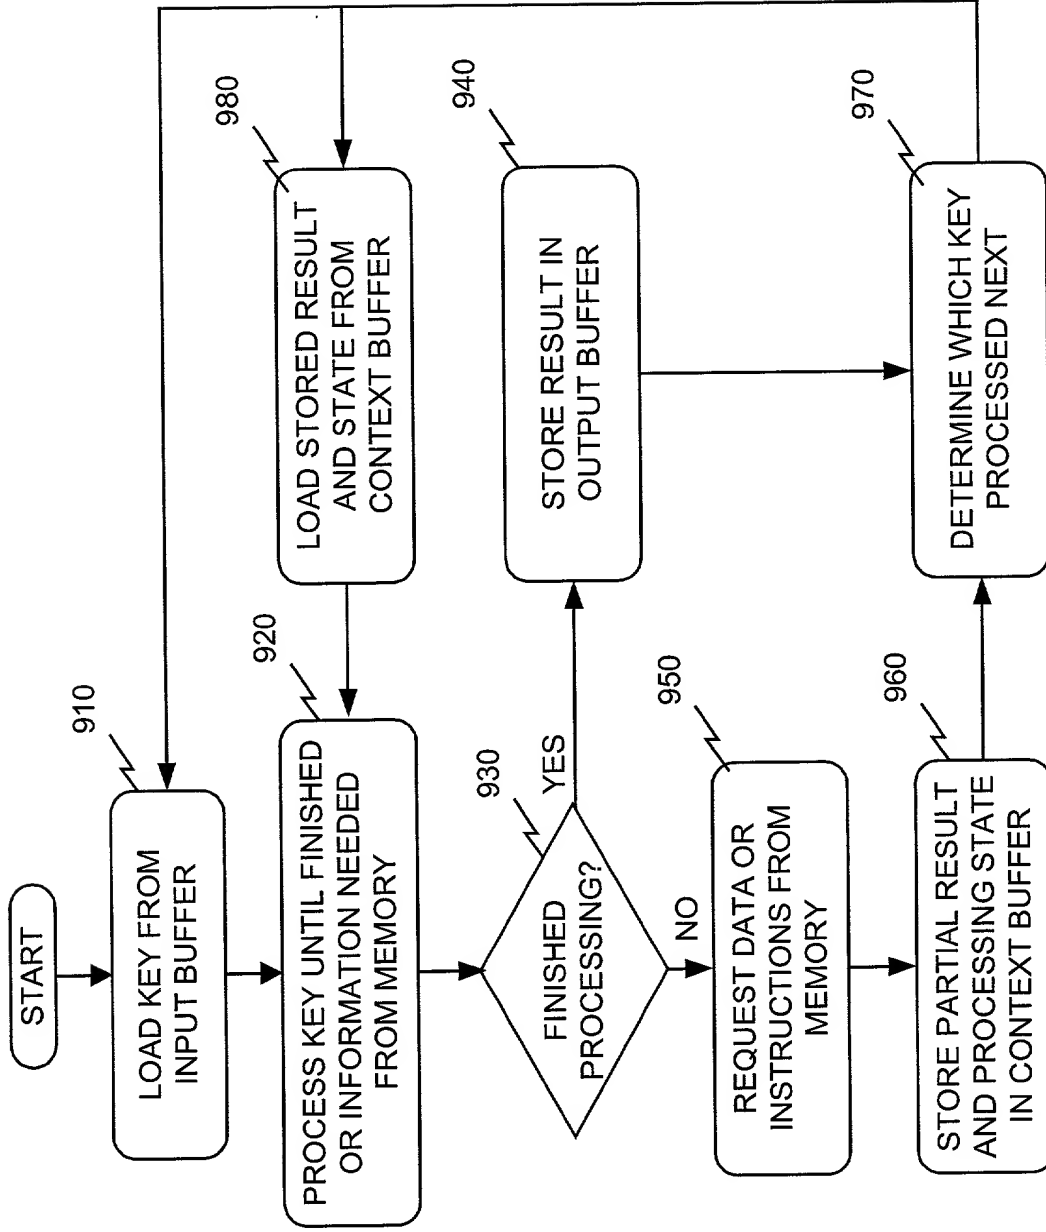 START
910
LOAD KEY FROM
INPUT BUFFER
920
PROCESS KEY UNTIL FINISHED
OR INFORMATION NEEDED
FROM MEMORY
980
LOAD STORED RESULT
AND STATE FROM
CONTEXT BUFFER
930
FINISHED
PROCESSING?
YES
NO
940
STORE RESULT IN
OUTPUT BUFFER
950
REQUEST DATA OR
INSTRUCTIONS FROM
MEMORY
960
STORE PARTIAL RESULT
AND PROCESSING STATE
IN CONTEXT BUFFER
970
DETERMINE WHICH KEY
PROCESSED NEXT